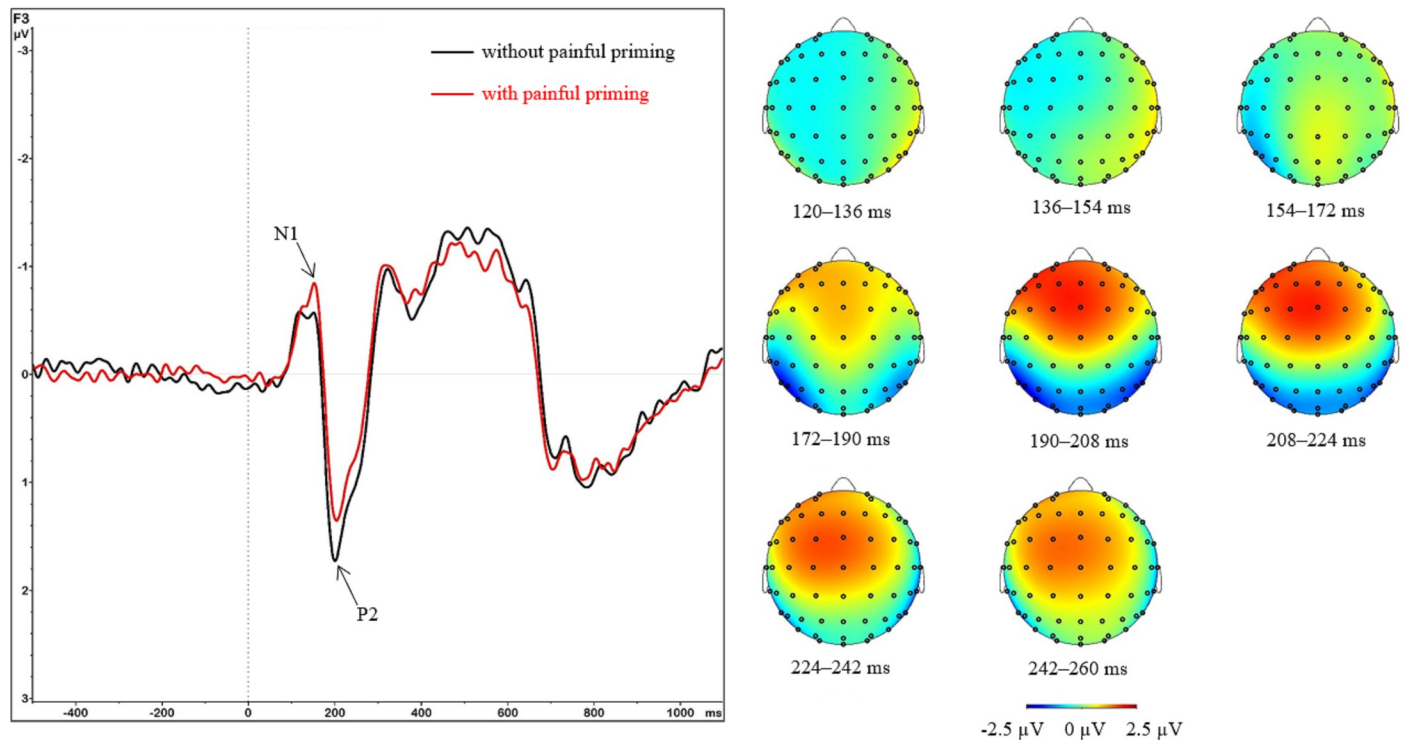 F3
µV
-3
-2
-1
0
1
2
3
-400
-200
0
200
400
600
800
1000
ms
without painful priming
with painful priming
N1
P2
120–136 ms
136–154 ms
154–172 ms
172–190 ms
190–208 ms
208–224 ms
224–242 ms
242–260 ms
-2.5 µV 0 µV 2.5 µV